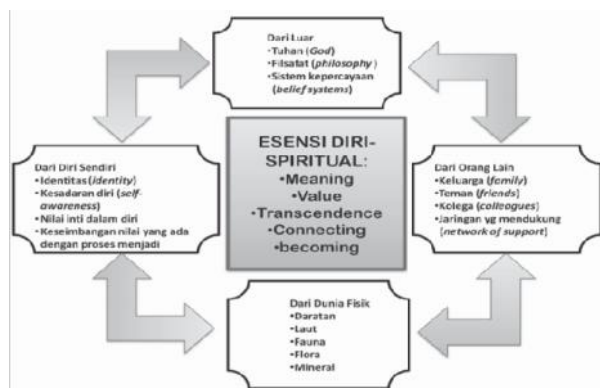 Dari Luar
•Tuhan (God)
•Filsafat (philosophy)
•Sistem kepercayaan
(belief systems)
Dari Diri Sendiri
•Identitas (identity)
•Kesadaran diri (self-
awareness)
•Nilai inti dalam diri
•Keseimbangan nilai yang ada
dengan proses menjadi
ESENSI DIRI-
SPIRITUAL:
•Meaning
•Value
•Transcendence
•Connecting
•becoming
Dari Orang Lain
•Keluarga (family)
•Teman (friends)
•Kolega (colleogues)
•Jaringan yg mendukung
(network of support)
Dari Dunia Fisik
•Daratan
•Laut
•Fauna
•Flora
•Mineral